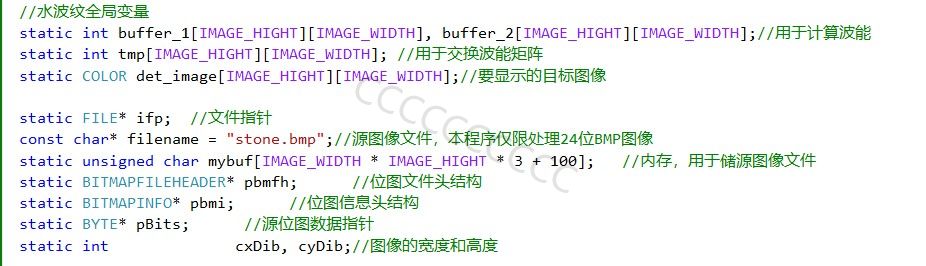 //水波纹全局变量
static int buffer_1[IMAGE_HIGHT][IMAGE_WIDTH], buffer_2[IMAGE_HIGHT][IMAGE_WIDTH];//用于计算波能
static int tmp[IMAGE_HIGHT][IMAGE_WIDTH]; //用于交换波能矩阵
static COLOR det_image[IMAGE_HIGHT][IMAGE_WIDTH];//要显示的目标图像
static FILE* ifp;  //文件指针
const char* filename = "stone.bmp";//源图像文件，本程序仅限处理24位BMP图像
static unsigned char mybuf[IMAGE_WIDTH * IMAGE_HIGHT * 3 + 100];   //内存，用于储源图像文件
static BITMAPFILEHEADER* pbmfh;      //位图文件头结构
static BITMAPINFO* pbmi;      //位图信息头结构
static BYTE* pBits;      //源位图数据指针
static int            cxDib, cyDib;//图像的宽度和高度
CCCCCCCCCCC